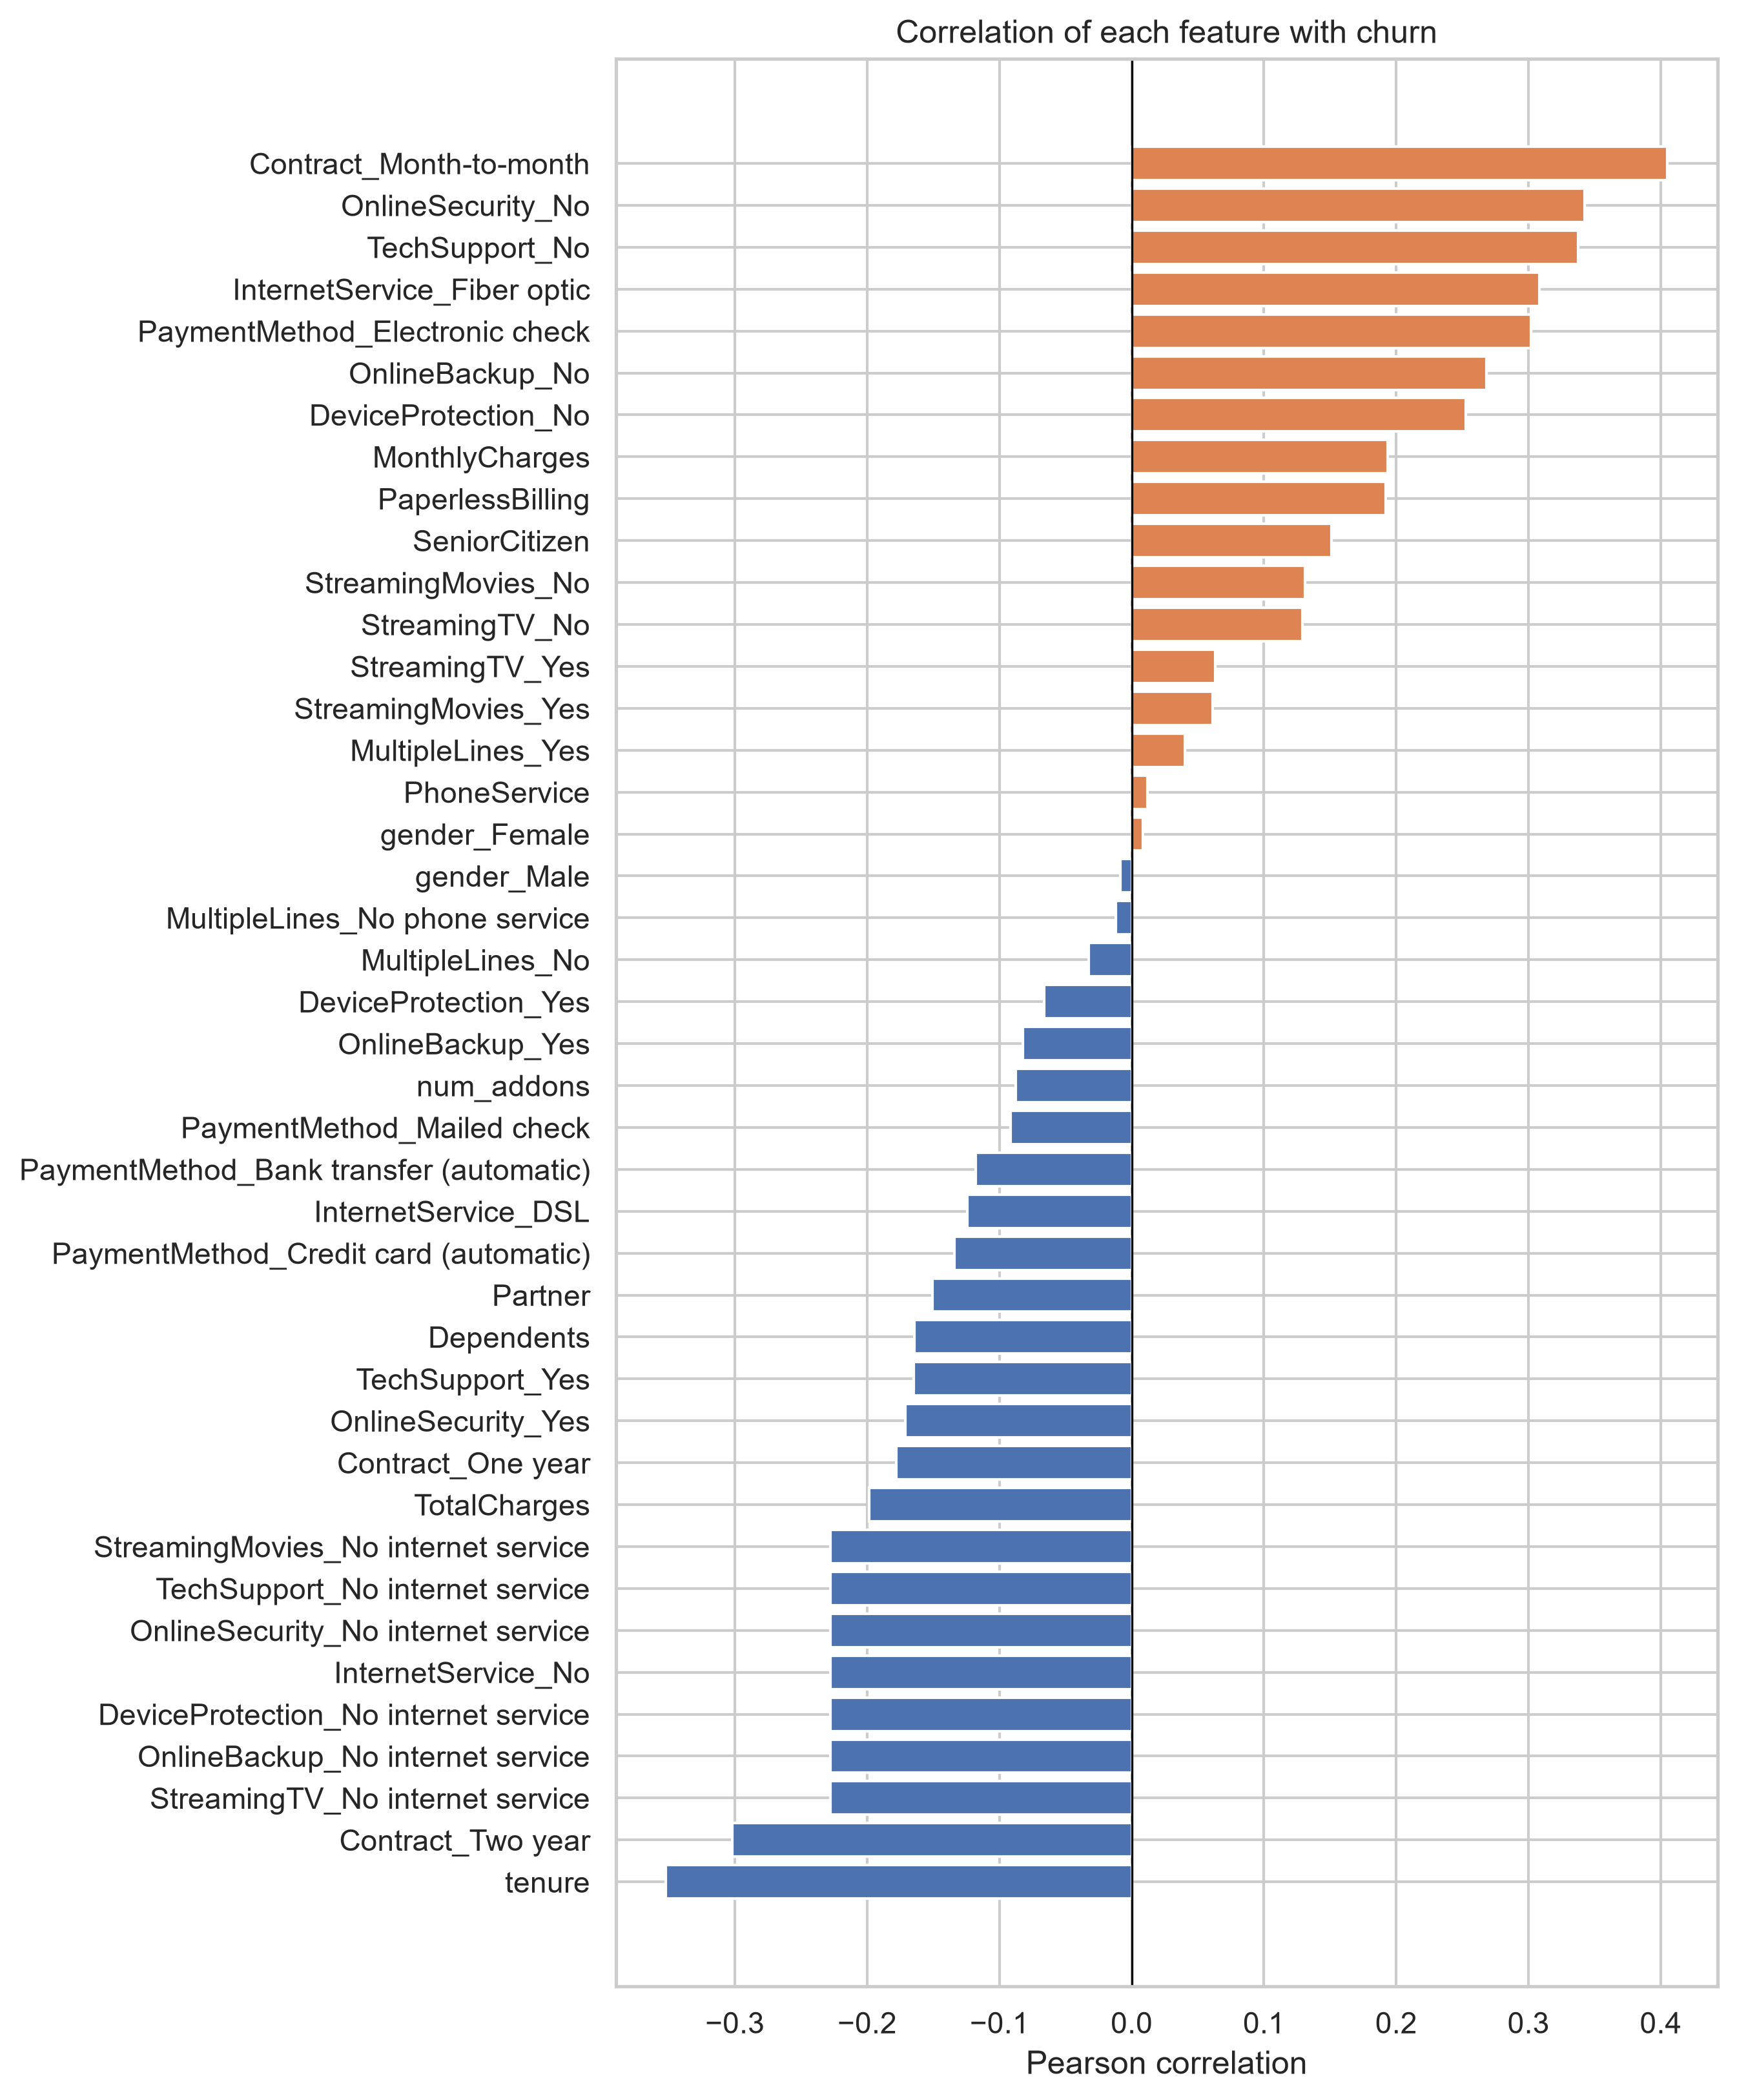 Correlation of each feature with churn
Contract_Month-to-month
OnlineSecurity_No
TechSupport_No
InternetService_Fiber optic
PaymentMethod_Electronic check
OnlineBackup_No
DeviceProtection_No
MonthlyCharges
PaperlessBilling
SeniorCitizen
StreamingMovies_No
StreamingTV_No
StreamingTV_Yes
StreamingMovies_Yes
MultipleLines_Yes
PhoneService
gender_Female
gender_Male
MultipleLines_No phone service
MultipleLines_No
DeviceProtection_Yes
OnlineBackup_Yes
num_addons
PaymentMethod_Mailed check
PaymentMethod_Bank transfer (automatic)
InternetService_DSL
PaymentMethod_Credit card (automatic)
Partner
Dependents
TechSupport_Yes
OnlineSecurity_Yes
Contract_One year
TotalCharges
StreamingMovies_No internet service
TechSupport_No internet service
OnlineSecurity_No internet service
InternetService_No
DeviceProtection_No internet service
OnlineBackup_No internet service
StreamingTV_No internet service
Contract_Two year
tenure
−0.3 −0.2 −0.1 0.0 0.1 0.2 0.3 0.4
Pearson correlation